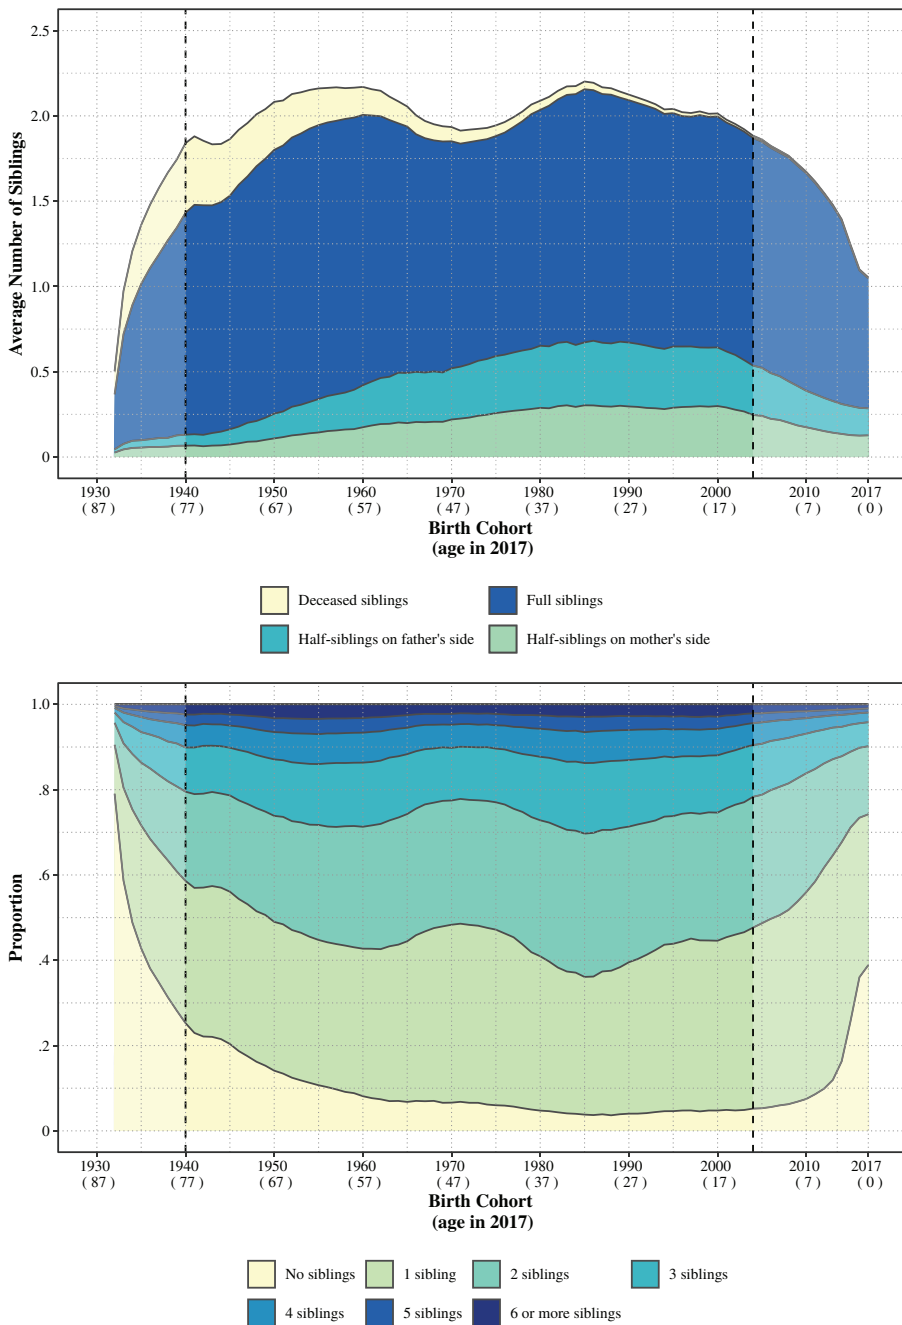 Average Number of Siblings
2.5
2.0
1.5
1.0
0.5
0
1930 1940 1950 1960 1970 1980 1990 2000 2010 2017
( 87 ) ( 77 ) ( 67 ) ( 57 ) ( 47 ) ( 37 ) ( 27 ) ( 17 ) ( 7 ) ( 0 )
Birth Cohort
(age in 2017)
Deceased siblings Full siblings
Half-siblings on father's side Half-siblings on mother's side
Proportion
1.0
.8
.6
.4
.2
0
1930 1940 1950 1960 1970 1980 1990 2000 2010 2017
( 87 ) ( 77 ) ( 67 ) ( 57 ) ( 47 ) ( 37 ) ( 27 ) ( 17 ) ( 7 ) ( 0 )
Birth Cohort
(age in 2017)
No siblings 1 sibling 2 siblings 3 siblings
4 siblings 5 siblings 6 or more siblings